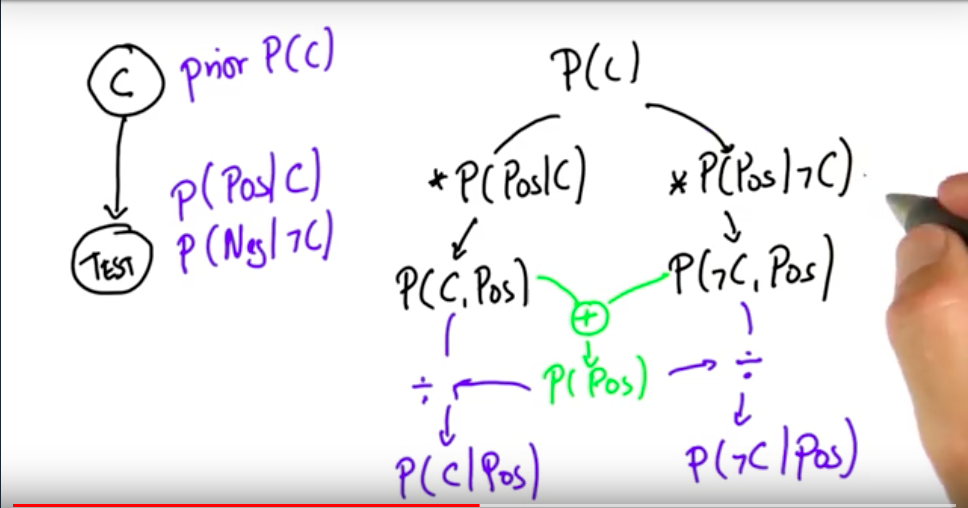 C
prior P(C)
P(Pos|C)
P(Neg|¬C)
TEST
P(C)
* P(Pos|C)
* P(Pos|¬C)
P(C, Pos)
P(¬C, Pos)
+
÷
P(Pos)
÷
P(C|Pos)
P(¬C|Pos)